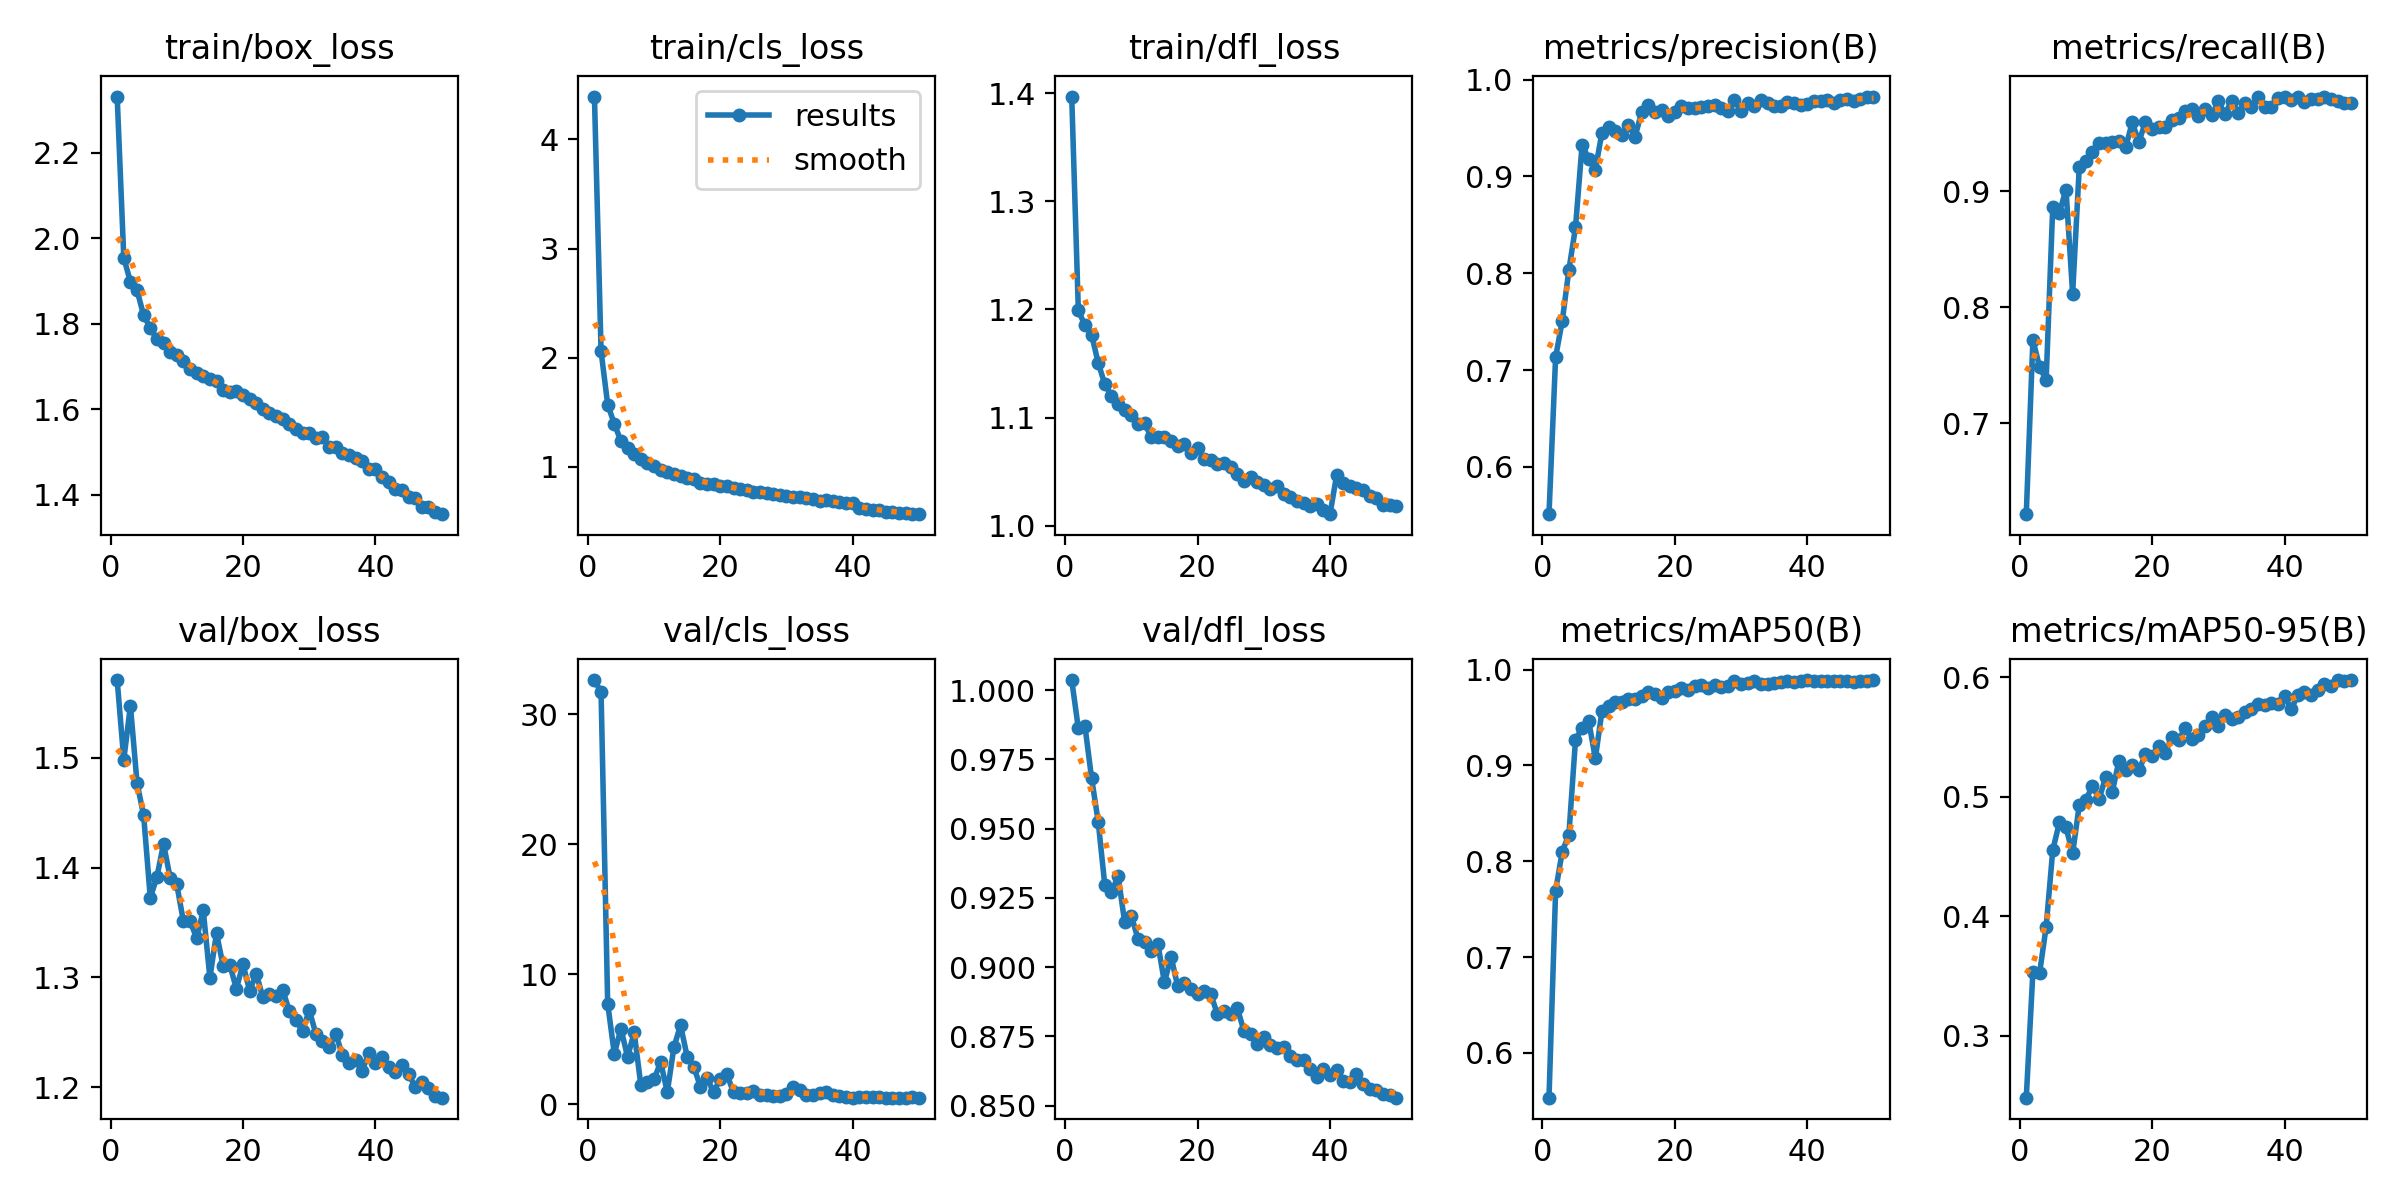 train/box_loss
2.2
2.0
1.8
1.6
1.4
0 20 40
train/cls_loss
results
smooth
4
3
2
1
0 20 40
train/dfl_loss
1.4
1.3
1.2
1.1
1.0
0 20 40
metrics/precision(B)
1.0
0.9
0.8
0.7
0.6
0 20 40
metrics/recall(B)
0.9
0.8
0.7
0 20 40
val/box_loss
1.5
1.4
1.3
1.2
0 20 40
val/cls_loss
30
20
10
0
0 20 40
val/dfl_loss
1.000
0.975
0.950
0.925
0.900
0.875
0.850
0 20 40
metrics/mAP50(B)
1.0
0.9
0.8
0.7
0.6
0 20 40
metrics/mAP50-95(B)
0.6
0.5
0.4
0.3
0 20 40